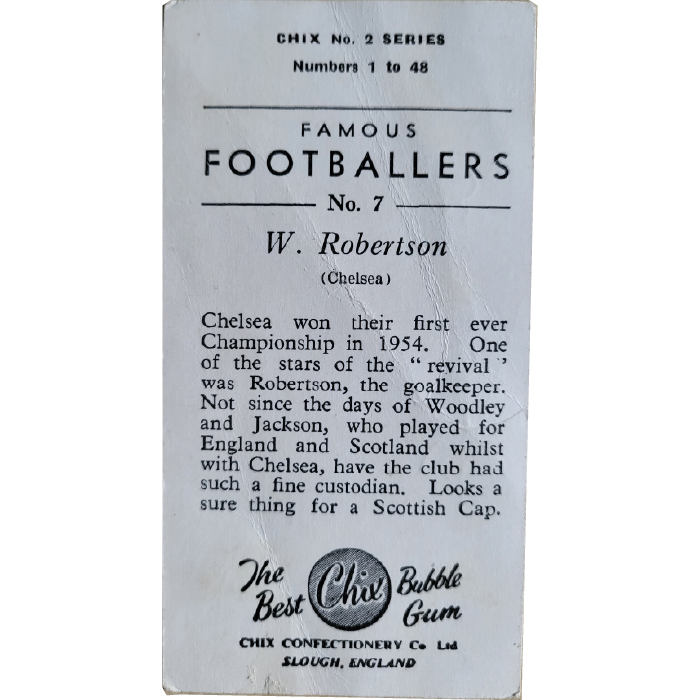 CHIX No. 2 SERIES
Numbers 1 to 48
FAMOUS
FOOTBALLERS
No. 7
W. Robertson
(Chelsea)
Chelsea won their first ever
Championship in 1954. One
of the stars of the “ revival ”
was Robertson, the goalkeeper.
Not since the days of Woodley
and Jackson, who played for
England and Scotland whilst
with Chelsea, have the club had
such a fine custodian. Looks a
sure thing for a Scottish Cap.
The Best Chix Bubble Gum
CHIX CONFECTIONERY Co Ltd
SLOUGH, ENGLAND